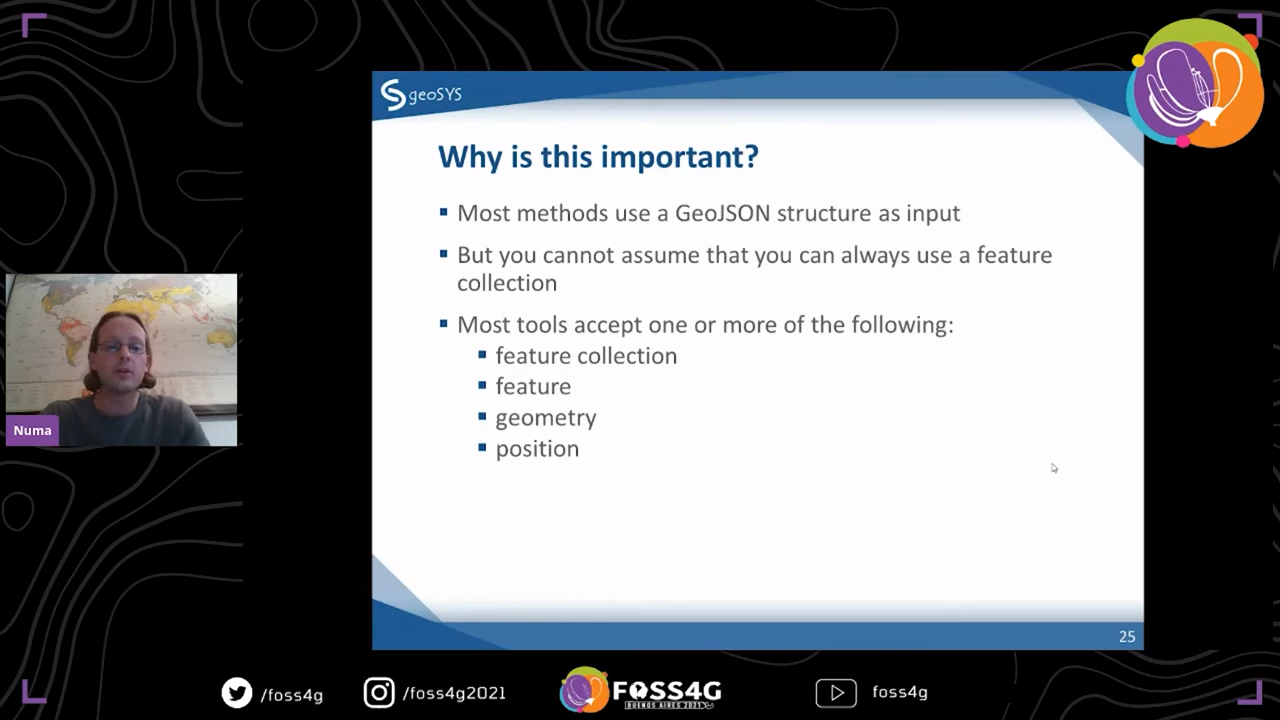 geoSYS
Why is this important?
Most methods use a GeoJSON structure as input
But you cannot assume that you can always use a feature
collection
Most tools accept one or more of the following:
feature collection
feature
geometry
position
Numa
25
/foss4g
/foss4g2021
FOSS4G
BUENOS AIRES 2021
foss4g